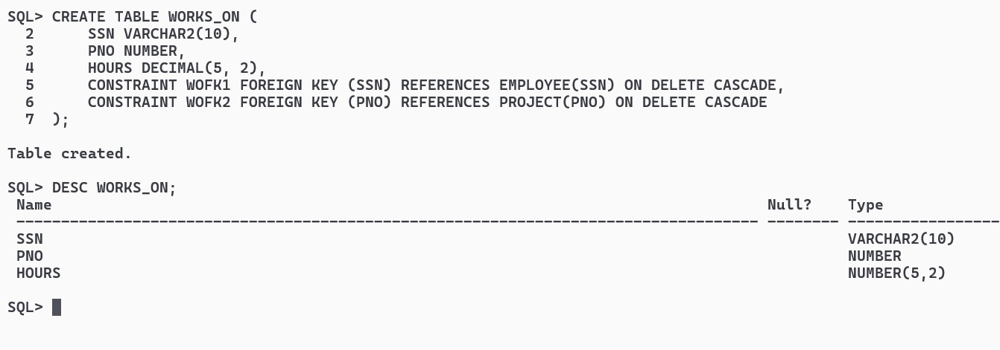 SQL> CREATE TABLE WORKS_ON (
  2      SSN VARCHAR2(10),
  3      PNO NUMBER,
  4      HOURS DECIMAL(5, 2),
  5      CONSTRAINT WOFK1 FOREIGN KEY (SSN) REFERENCES EMPLOYEE(SSN) ON DELETE CASCADE,
  6      CONSTRAINT WOFK2 FOREIGN KEY (PNO) REFERENCES PROJECT(PNO) ON DELETE CASCADE
  7  );
Table created.
SQL> DESC WORKS_ON;
 Name                                                                                Null?    Type
 ----------------------------------------------------------------------------------- -------- -----------------
 SSN                                                                                          VARCHAR2(10)
 PNO                                                                                          NUMBER
 HOURS                                                                                        NUMBER(5,2)
SQL>